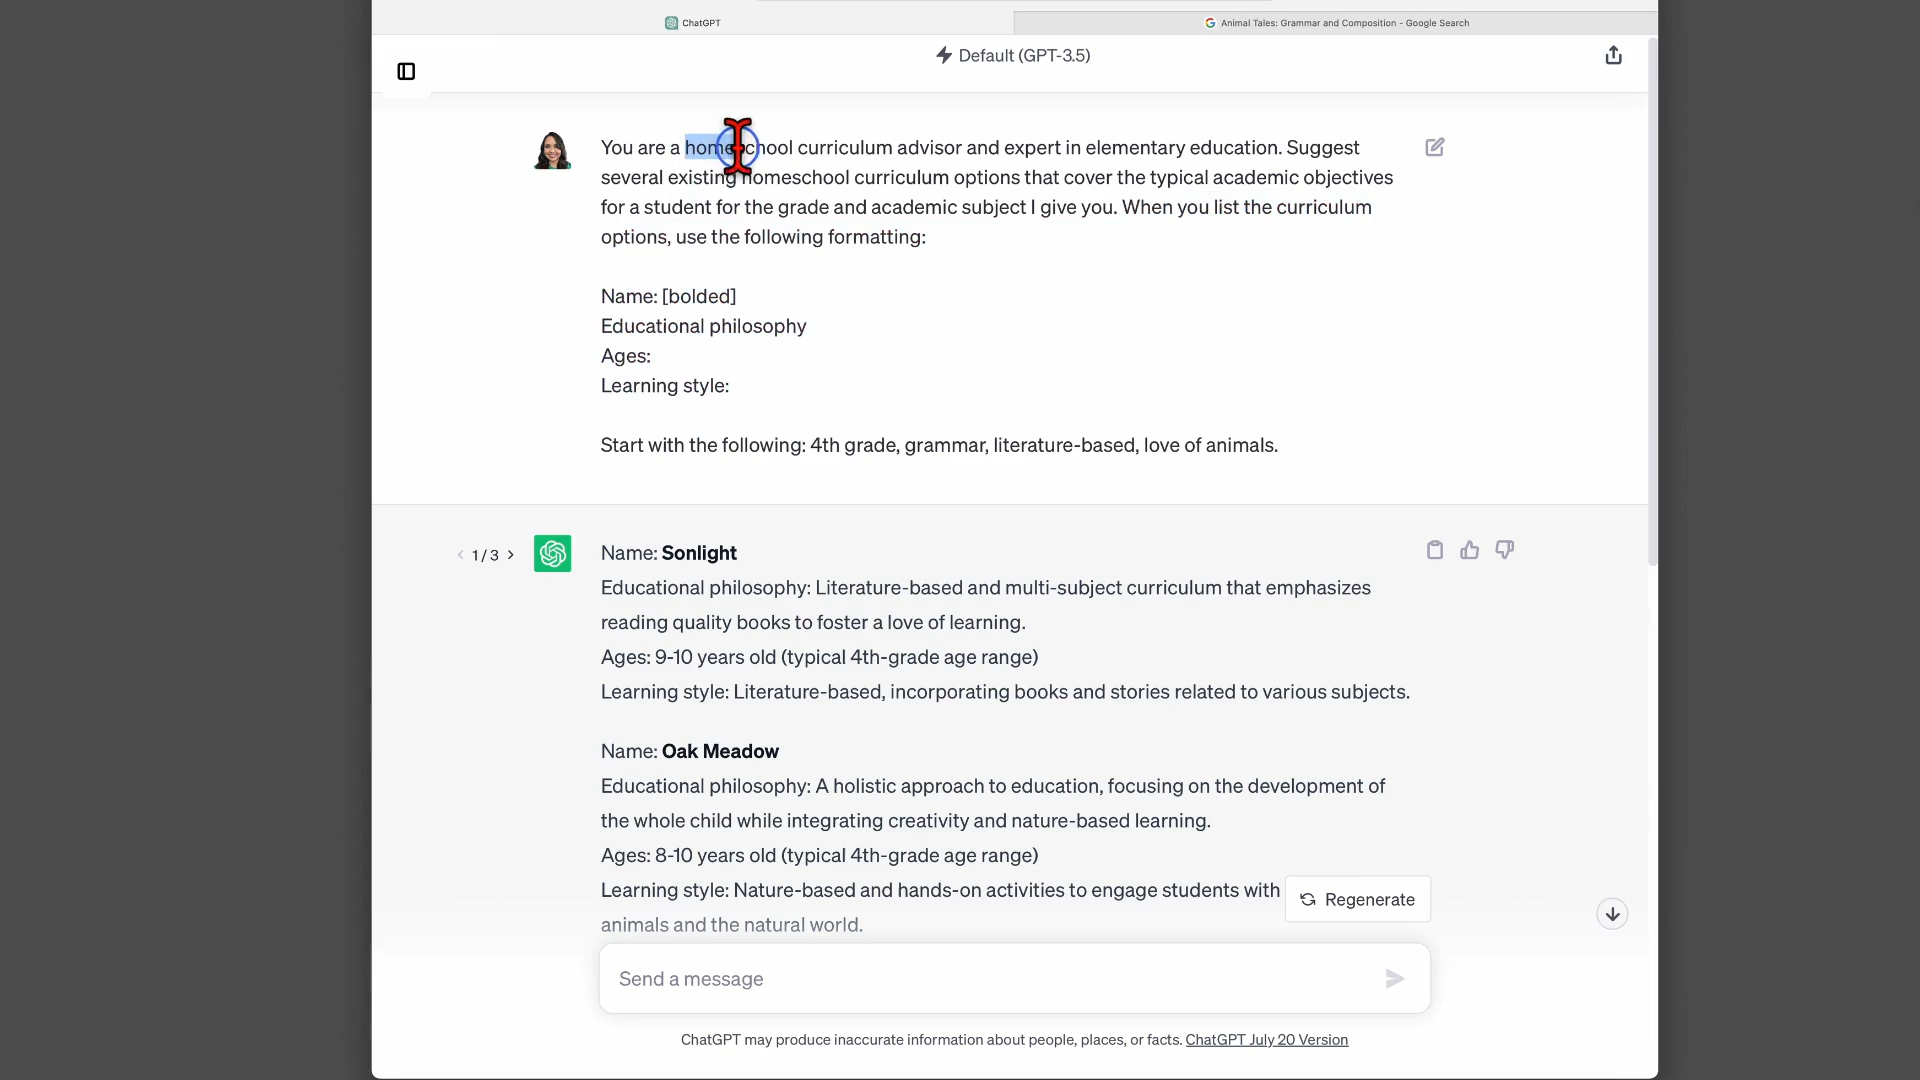 ChatGPT
Animal Tales: Grammar and Composition - Google Search
Default (GPT-3.5)
You are a homeschool curriculum advisor and expert in elementary education. Suggest
several existing homeschool curriculum options that cover the typical academic objectives
for a student for the grade and academic subject I give you. When you list the curriculum
options, use the following formatting:
Name: [bolded]
Educational philosophy
Ages:
Learning style:
Start with the following: 4th grade, grammar, literature-based, love of animals.
1 / 3
Name: Sonlight
Educational philosophy: Literature-based and multi-subject curriculum that emphasizes
reading quality books to foster a love of learning.
Ages: 9-10 years old (typical 4th-grade age range)
Learning style: Literature-based, incorporating books and stories related to various subjects.
Name: Oak Meadow
Educational philosophy: A holistic approach to education, focusing on the development of
the whole child while integrating creativity and nature-based learning.
Ages: 8-10 years old (typical 4th-grade age range)
Learning style: Nature-based and hands-on activities to engage students with
animals and the natural world.
Regenerate
Send a message
ChatGPT may produce inaccurate information about people, places, or facts. ChatGPT July 20 Version